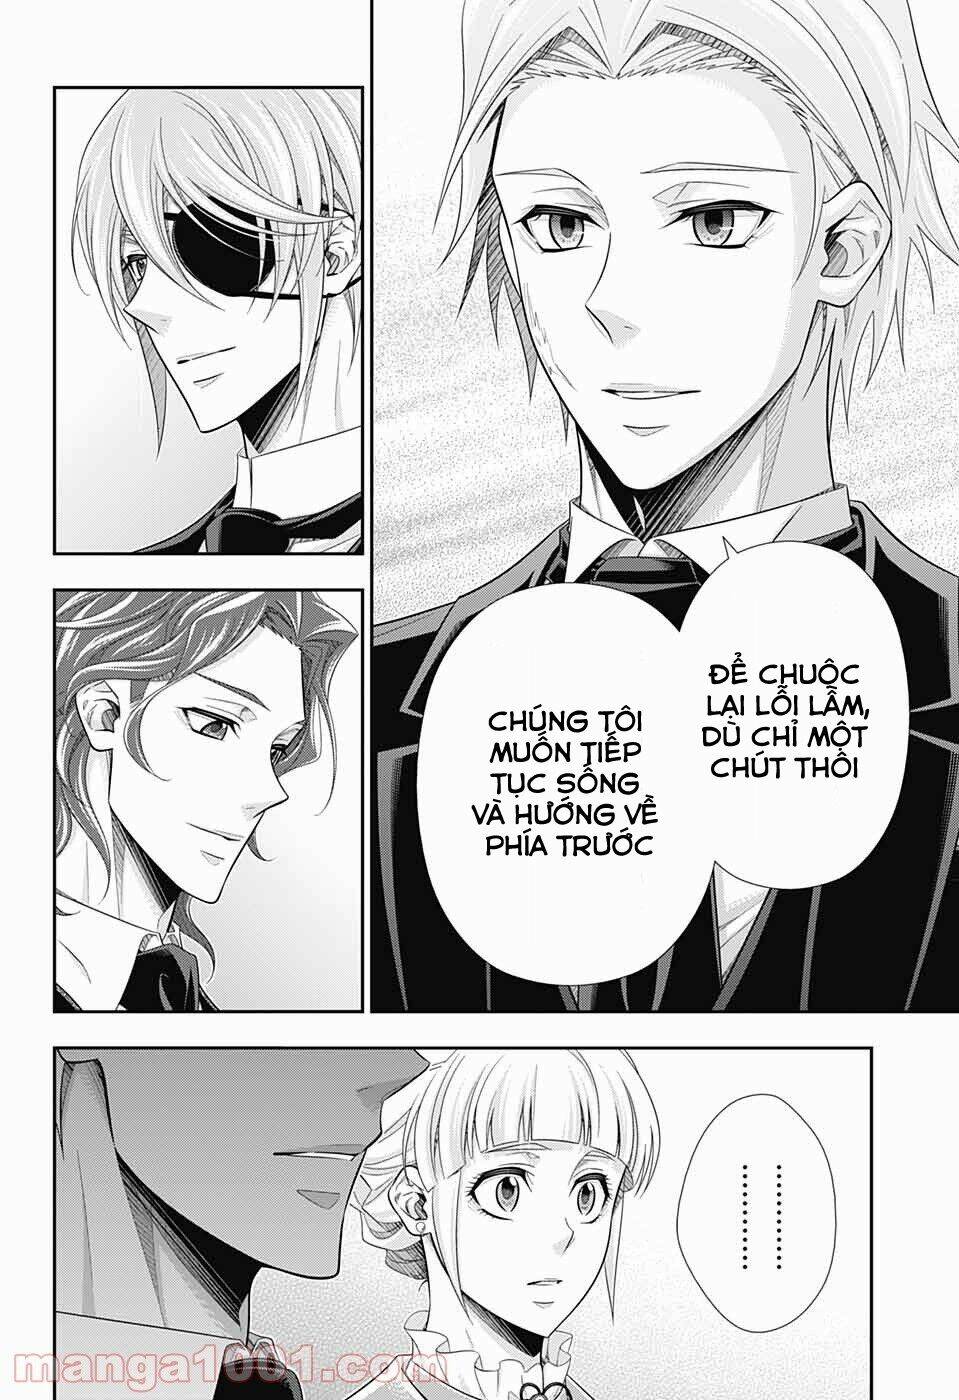 ĐỂ CHUỘC
LẠI LỖI LẦM,
DÙ CHỈ MỘT
CHÚT THÔI
CHÚNG TÔI
MUỐN TIẾP
TỤC SỐNG
VÀ HƯỚNG VỀ
PHÍA TRƯỚC
manga1001.com